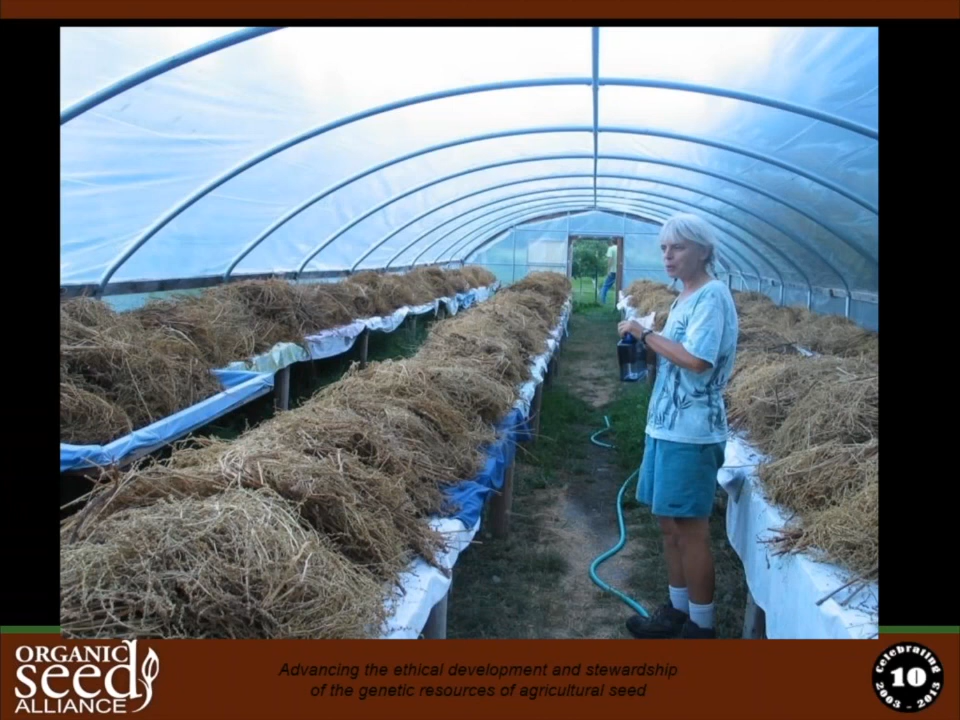 ORGANIC
seed
ALLIANCE
Advancing the ethical development and stewardship
of the genetic resources of agricultural seed
Celebrating
10
2003 - 2013